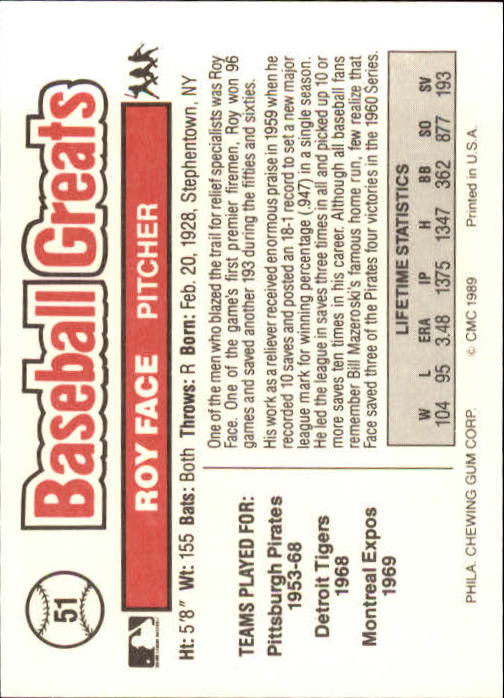 51
Baseball Greats
ROY FACE PITCHER
Ht: 5'8" Wt: 155 Bats: Both Throws: R Born: Feb. 20, 1928, Stephentown, NY
TEAMS PLAYED FOR:
Pittsburgh Pirates
1953-68
Detroit Tigers
1968
Montreal Expos
1969
One of the men who blazed the trail for relief specialists was Roy
Face. One of the game's first premier firemen, Roy won 96
games and saved another 193 during the fifties and sixties.
His work as a reliever received enormous praise in 1959 when he
recorded 10 saves and posted an 18-1 record to set a new major
league mark for winning percentage (.947) in a single season.
He led the league in saves three times in all and picked up 10 or
more saves ten times in his career. Although all baseball fans
remember Bill Mazeroski's famous home run, few realize that
Face saved three of the Pirates four victories in the 1960 Series.
LIFETIME STATISTICS
W L ERA IP H BB SO SV
104 95 3.48 1375 1347 362 877 193
PHILA. CHEWING GUM CORP. © CMC 1989 Printed in U.S.A.